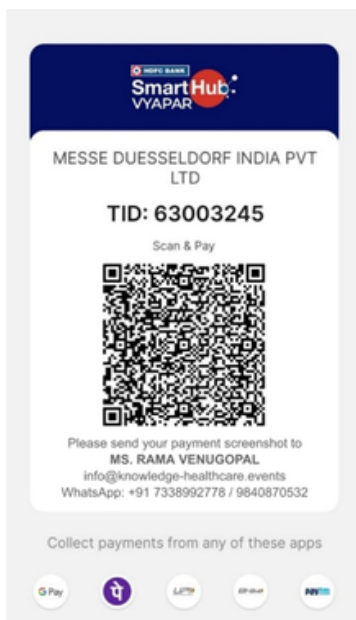 HDFC BANK
SmartHub
VYAPAR
MESSE DUESSELDORF INDIA PVT
LTD
TID: 63003245
Scan & Pay
Please send your payment screenshot to
MS. RAMA VENUGOPAL
info@knowledge-healthcare.events
WhatsApp: +91 7338992778 / 9840870532
Collect payments from any of these apps
G Pay
पे
UPI
Paytm